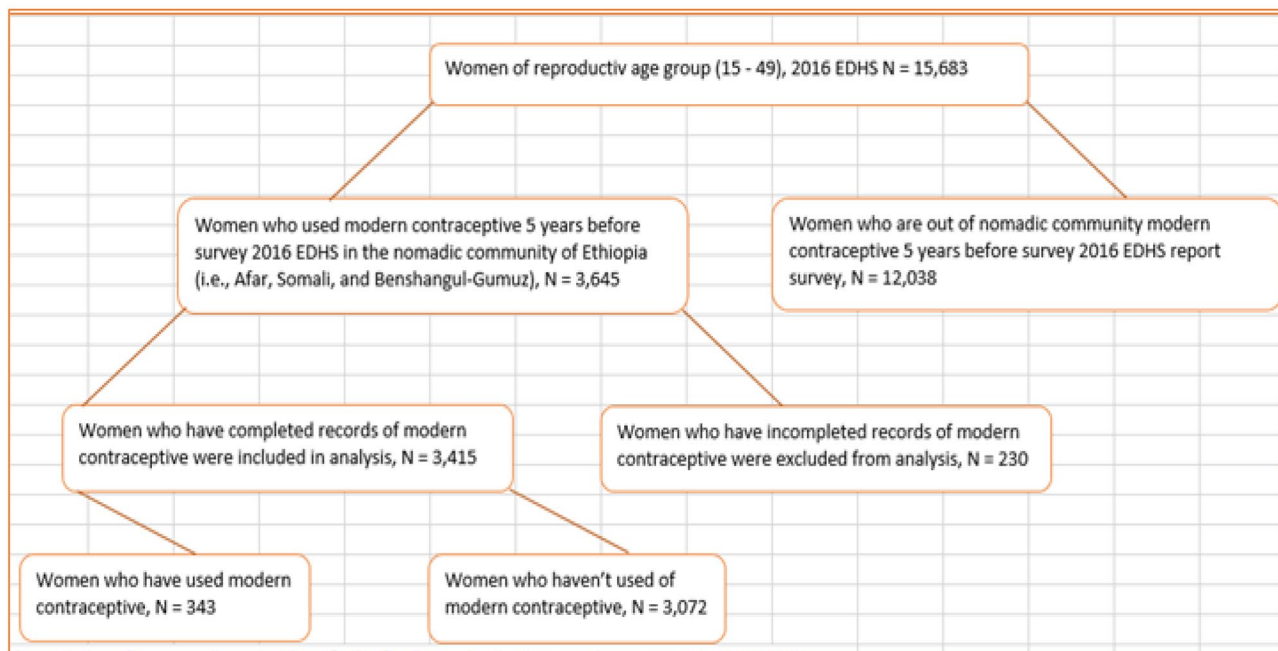 Women of reproductiv age group (15 - 49), 2016 EDHS N = 15,683
Women who used modern contraceptive 5 years before
survey 2016 EDHS in the nomadic community of Ethiopia
(i.e., Afar, Somali, and Benshangul-Gumuz), N = 3,645
Women who are out of nomadic community modern
contraceptive 5 years before survey 2016 EDHS report
survey, N = 12,038
Women who have completed records of modern
contraceptive were included in analysis, N = 3,415
Women who have incompleted records of modern
contraceptive were excluded from analysis, N = 230
Women who have used modern
contraceptive, N = 343
Women who haven't used of
modern contraceptive, N = 3,072